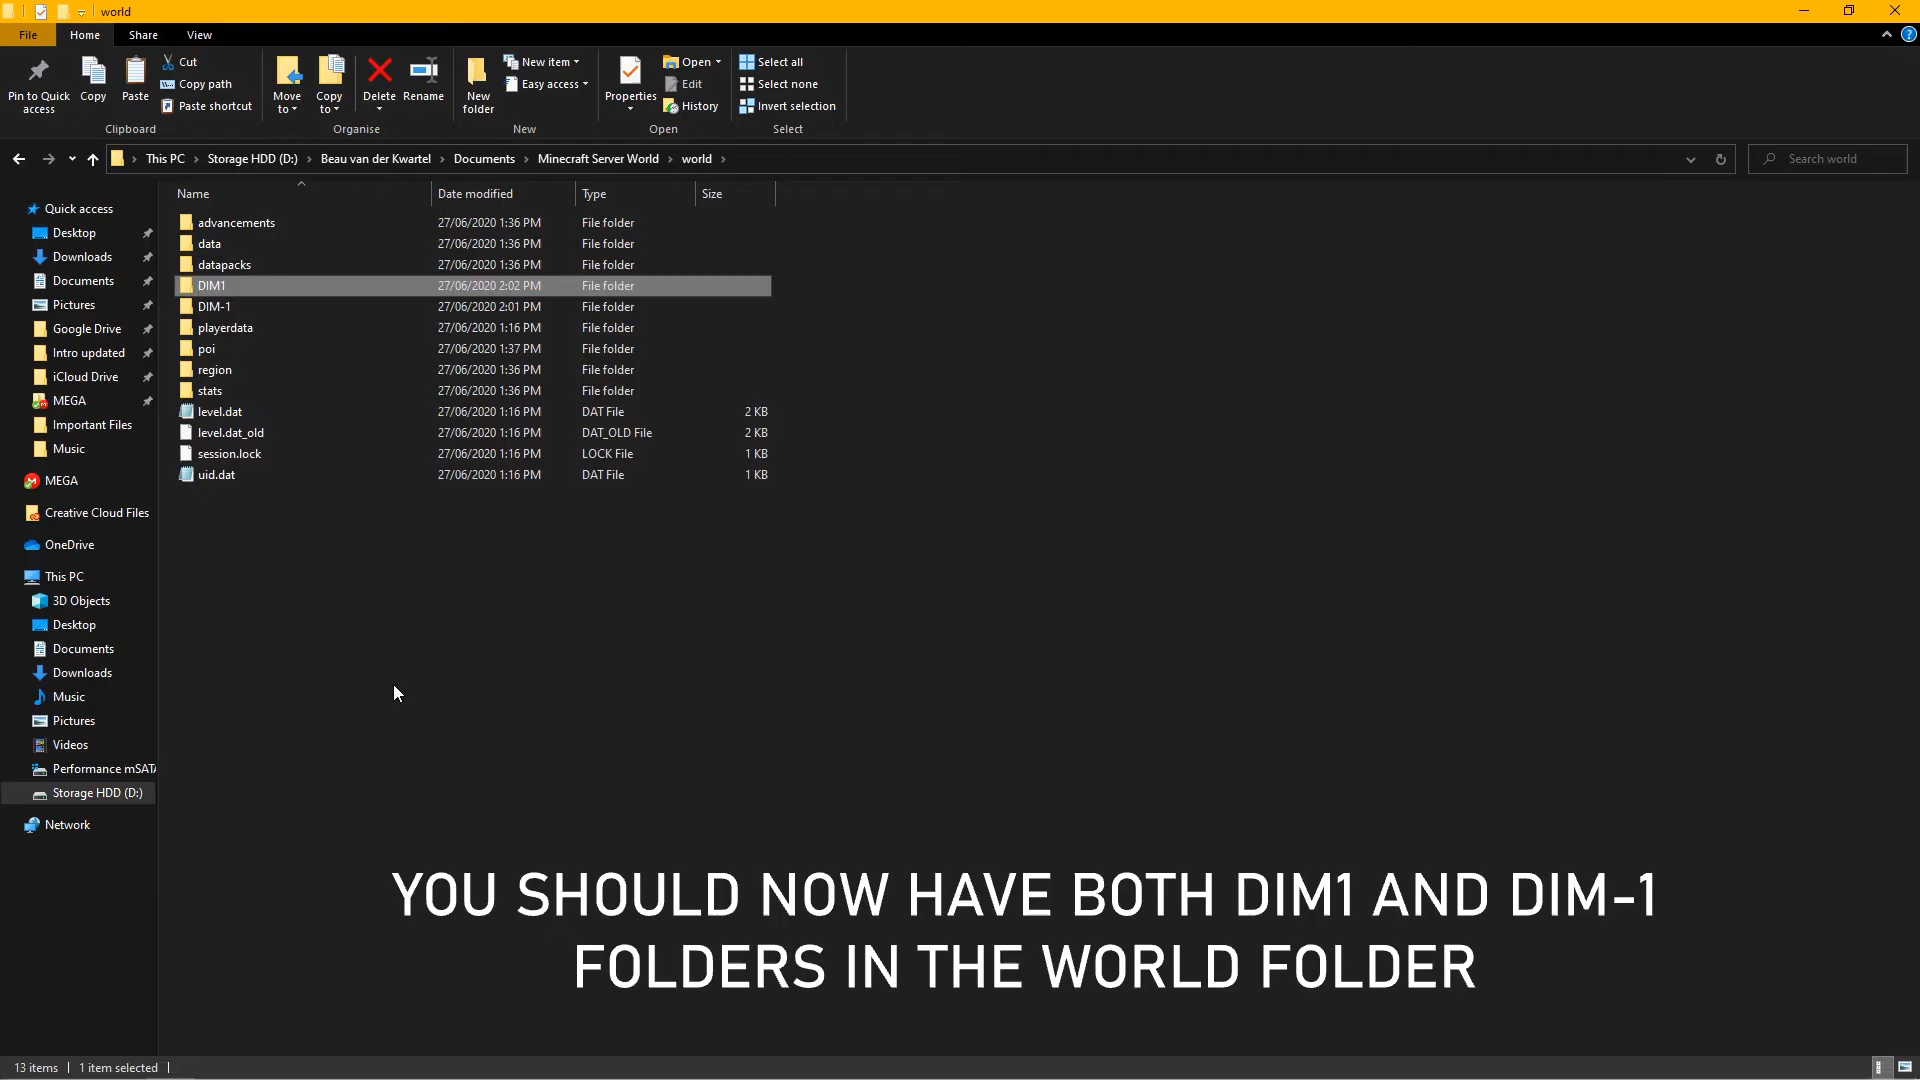 world
File Home Share View
Pin to Quick access
Copy
Paste
Cut
Copy path
Paste shortcut
Clipboard
Move to
Copy to
Delete
Rename
Organise
New folder
New item
Easy access
New
Properties
Open
Edit
History
Open
Select all
Select none
Invert selection
Select
This PC › Storage HDD (D:) › Beau van der Kwartel › Documents › Minecraft Server World › world ›
Search world
Quick access
Desktop
Downloads
Documents
Pictures
Google Drive
Intro updated
iCloud Drive
MEGA
Important Files
Music
MEGA
Creative Cloud Files
OneDrive
This PC
3D Objects
Desktop
Documents
Downloads
Music
Pictures
Videos
Performance mSATA
Storage HDD (D:)
Network
Name Date modified Type Size
advancements 27/06/2020 1:36 PM File folder
data 27/06/2020 1:36 PM File folder
datapacks 27/06/2020 1:36 PM File folder
DIM1 27/06/2020 2:02 PM File folder
DIM-1 27/06/2020 2:01 PM File folder
playerdata 27/06/2020 1:16 PM File folder
poi 27/06/2020 1:37 PM File folder
region 27/06/2020 1:36 PM File folder
stats 27/06/2020 1:36 PM File folder
level.dat 27/06/2020 1:16 PM DAT File 2 KB
level.dat_old 27/06/2020 1:16 PM DAT_OLD File 2 KB
session.lock 27/06/2020 1:16 PM LOCK File 1 KB
uid.dat 27/06/2020 1:16 PM DAT File 1 KB
YOU SHOULD NOW HAVE BOTH DIM1 AND DIM-1
FOLDERS IN THE WORLD FOLDER
13 items 1 item selected